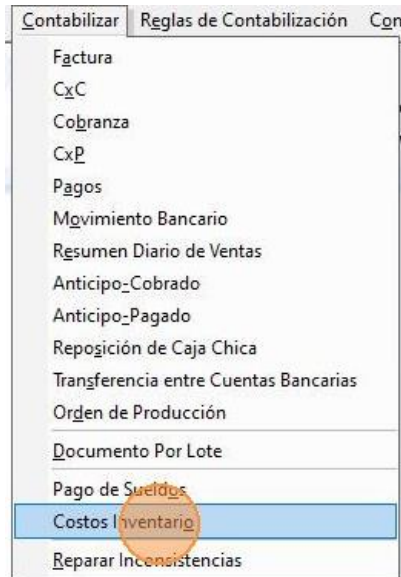 Contabilizar Reglas de Contabilización Con
Factura
CxC
Cobranza
CxP
Pagos
Movimiento Bancario
Resumen Diario de Ventas
Anticipo-Cobrado
Anticipo-Pagado
Reposición de Caja Chica
Transferencia entre Cuentas Bancarias
Orden de Producción
Documento Por Lote
Pago de Sueldos
Costos Inventario
Reparar Inconsistencias